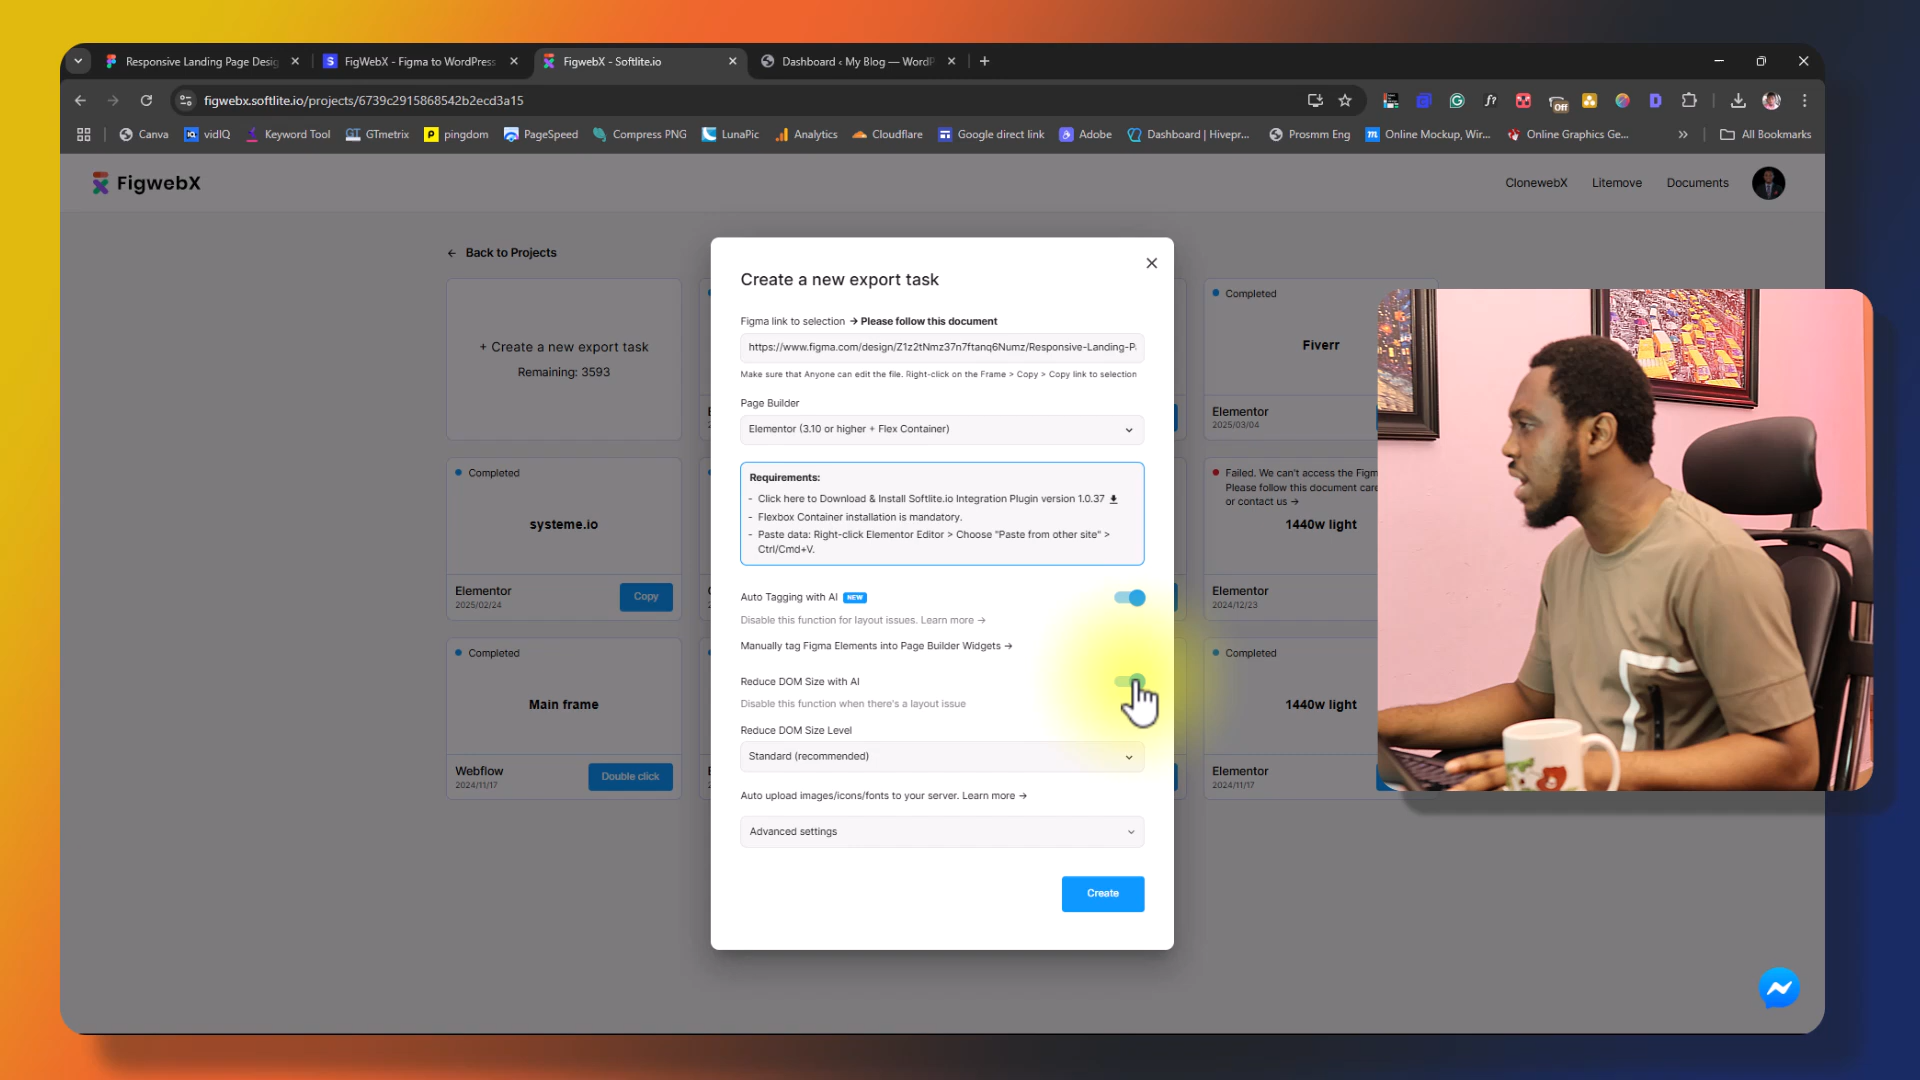 Responsive Landing Page Desig
FigWebX - Figma to WordPress
FigwebX - Softlite.io
Dashboard ‹ My Blog — WordP
figwebx.softlite.io/projects/6739c2915868542b2ecd3a15
f?
Off
D
Canva
vidIQ
Keyword Tool
GTmetrix
pingdom
PageSpeed
Compress PNG
LunaPic
Analytics
Cloudflare
Google direct link
Adobe
Dashboard | Hivepr...
Prosmm Eng
Online Mockup, Wir...
Online Graphics Ge...
»
All Bookmarks
FigwebX
ClonewebX
Litemove
Documents
← Back to Projects
+ Create a new export task
Remaining: 3593
Completed
Fiverr
Elementor
2025/03/04
Completed
systeme.io
Elementor
2025/02/24
Copy
Failed. We can't access the Figm
Please follow this document care
or contact us →
1440w light
Elementor
2024/12/23
Completed
Main frame
Webflow
2024/11/17
Double click
Completed
1440w light
Elementor
2024/11/17
Create a new export task
Figma link to selection → Please follow this document
https://www.figma.com/design/Z1z2tNmz37n7ftanq6Numz/Responsive-Landing-P
Make sure that Anyone can edit the file. Right-click on the Frame > Copy > Copy link to selection
Page Builder
Elementor (3.10 or higher + Flex Container)
Requirements:
- Click here to Download & Install Softlite.io Integration Plugin version 1.0.37
- Flexbox Container installation is mandatory.
- Paste data: Right-click Elementor Editor > Choose "Paste from other site" >
Ctrl/Cmd+V.
Auto Tagging with AI NEW
Disable this function for layout issues. Learn more →
Manually tag Figma Elements into Page Builder Widgets →
Reduce DOM Size with AI
Disable this function when there's a layout issue
Reduce DOM Size Level
Standard (recommended)
Auto upload images/icons/fonts to your server. Learn more →
Advanced settings
Create